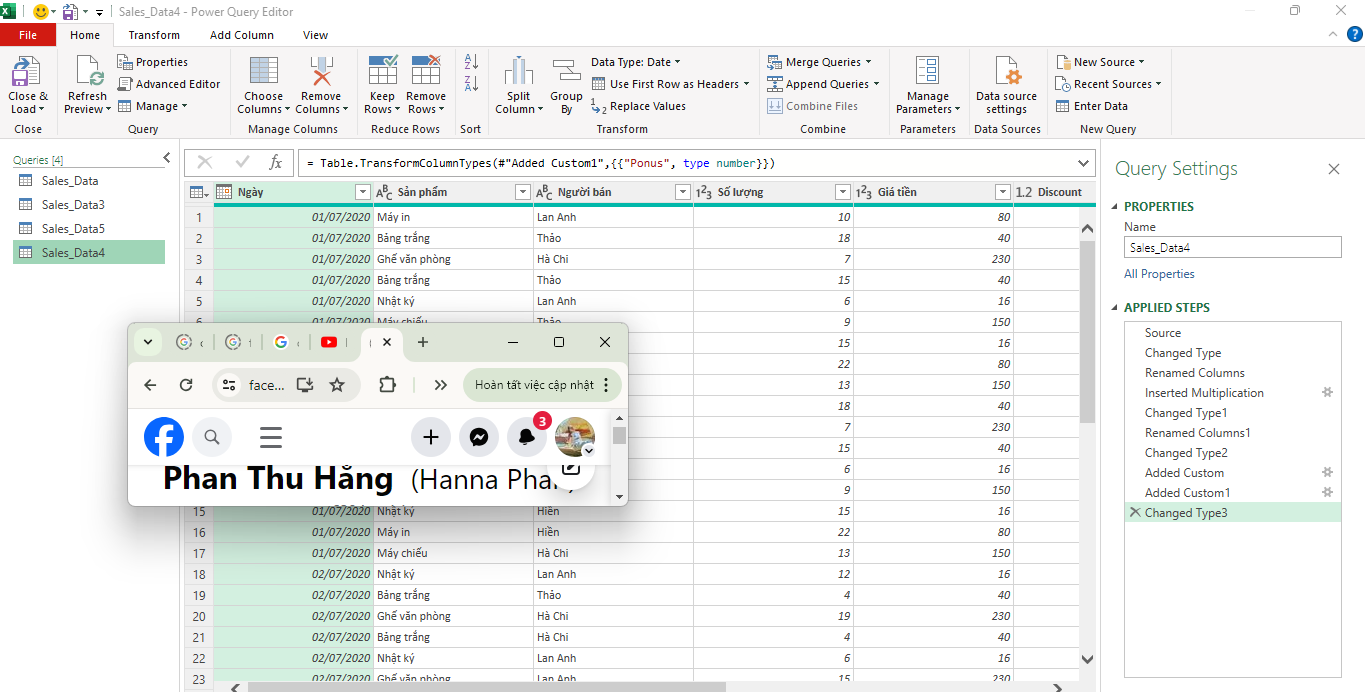 Sales_Data4 - Power Query Editor
File Home Transform Add Column View
Close & Load
Close
Refresh Preview
Properties
Advanced Editor
Manage
Query
Choose Columns
Remove Columns
Manage Columns
Keep Rows
Remove Rows
Reduce Rows
Sort
Split Column
Group By
Data Type: Date
Use First Row as Headers
Replace Values
Transform
Merge Queries
Append Queries
Combine Files
Combine
Manage Parameters
Parameters
Data source settings
Data Sources
New Source
Recent Sources
Enter Data
New Query
Queries [4]
Sales_Data
Sales_Data3
Sales_Data5
Sales_Data4
= Table.TransformColumnTypes(#"Added Custom1",{{"Ponus", type number}})
Ngày Sản phẩm Người bán Số lượng Giá tiền 1.2 Discount
1 01/07/2020 Máy in Lan Anh 10 80
2 01/07/2020 Bảng trắng Thảo 18 40
3 01/07/2020 Ghế văn phòng Hà Chi 7 230
4 01/07/2020 Bảng trắng Thảo 15 40
5 01/07/2020 Nhật ký Lan Anh 6 16
6 01/07/2020 Máy chiếu Thảo 9 150
15 16
22 80
13 150
18 40
7 230
15 40
6 16
9 150
15 01/07/2020 Nhật ký Hiền 15 16
16 01/07/2020 Máy in Hiền 22 80
17 01/07/2020 Máy chiếu Hà Chi 13 150
18 02/07/2020 Nhật ký Lan Anh 12 16
19 02/07/2020 Bảng trắng Thảo 4 40
20 02/07/2020 Ghế văn phòng Hà Chi 19 230
21 02/07/2020 Bảng trắng Hà Chi 4 40
22 02/07/2020 Nhật ký Lan Anh 6 16
23 02/07/2020 Ghế văn phòng Lan Anh 15 230
face...
Hoàn tất việc cập nhật
3
Phan Thu Hằng (Hanna Phan)
Query Settings
PROPERTIES
Name
Sales_Data4
All Properties
APPLIED STEPS
Source
Changed Type
Renamed Columns
Inserted Multiplication
Changed Type1
Renamed Columns1
Changed Type2
Added Custom
Added Custom1
Changed Type3